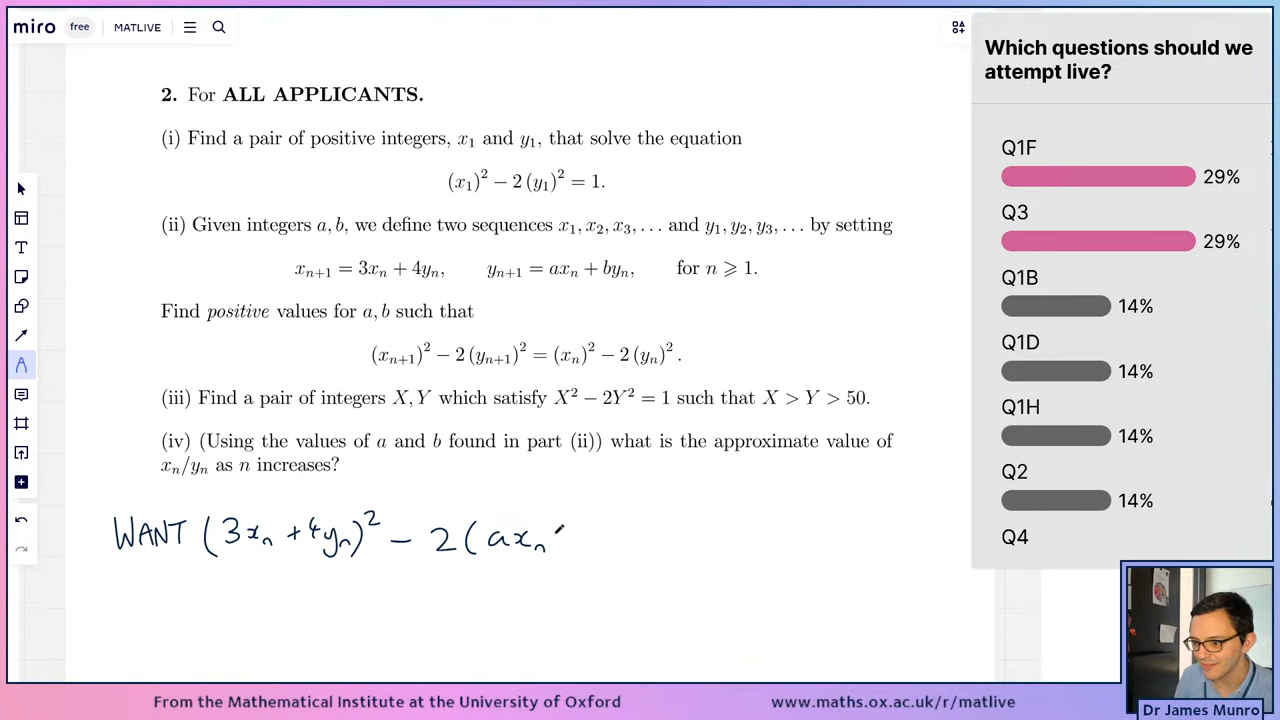 miro free MATLIVE
2. For ALL APPLICANTS.
(i) Find a pair of positive integers, x₁ and y₁, that solve the equation
(x₁)² − 2 (y₁)² = 1.
(ii) Given integers a, b, we define two sequences x₁, x₂, x₃, . . . and y₁, y₂, y₃, . . . by setting
xₙ₊₁ = 3xₙ + 4yₙ, yₙ₊₁ = axₙ + byₙ, for n ⩾ 1.
Find positive values for a, b such that
(xₙ₊₁)² − 2 (yₙ₊₁)² = (xₙ)² − 2 (yₙ)² .
(iii) Find a pair of integers X, Y which satisfy X² − 2Y² = 1 such that X > Y > 50.
(iv) (Using the values of a and b found in part (ii)) what is the approximate value of
xₙ/yₙ as n increases?
WANT (3xₙ + 4yₙ)² − 2 ( axₙ
Which questions should we
attempt live?
Q1F
29%
Q3
29%
Q1B
14%
Q1D
14%
Q1H
14%
Q2
14%
Q4
Dr James Munro
From the Mathematical Institute at the University of Oxford
www.maths.ox.ac.uk/r/matlive